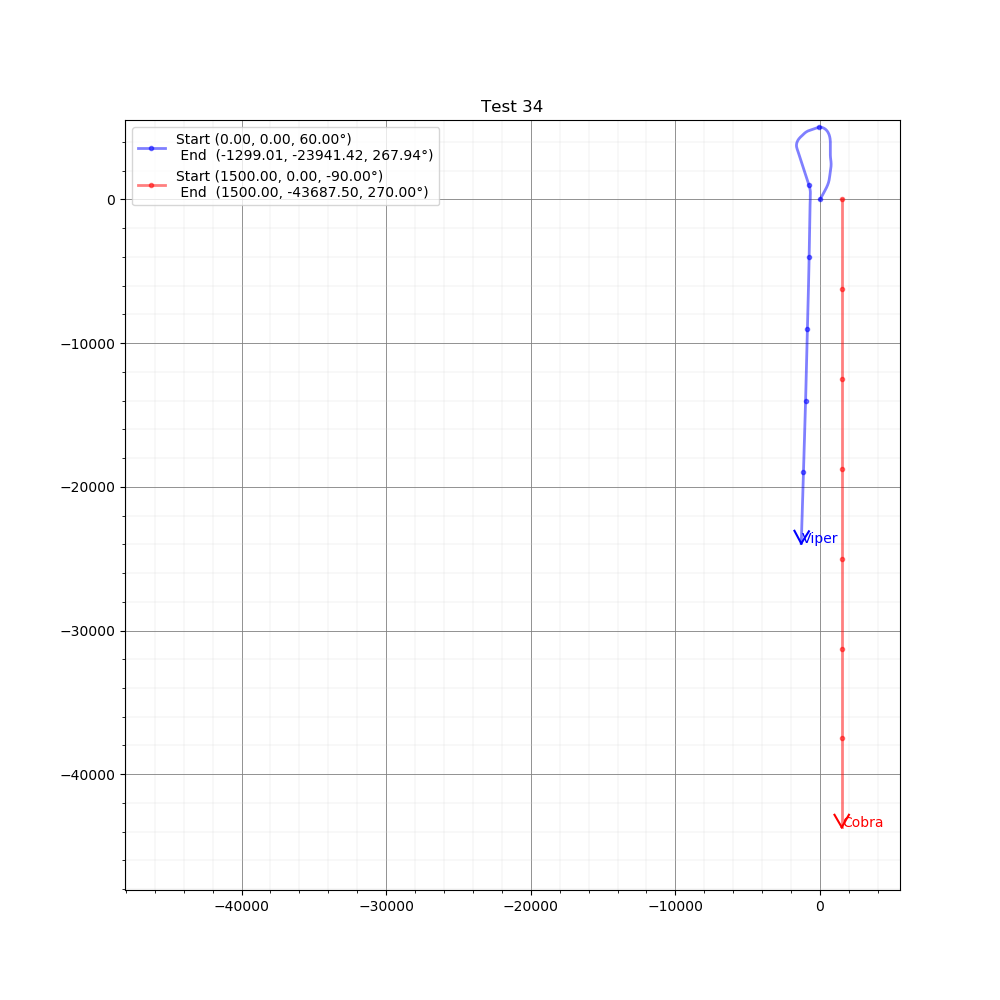 Test 34
Start (0.00, 0.00, 60.00°)
End  (-1299.01, -23941.42, 267.94°)
Start (1500.00, 0.00, -90.00°)
End  (1500.00, -43687.50, 270.00°)
0
−10000
−20000
−30000
−40000
Viper
Cobra
−40000 −30000 −20000 −10000 0